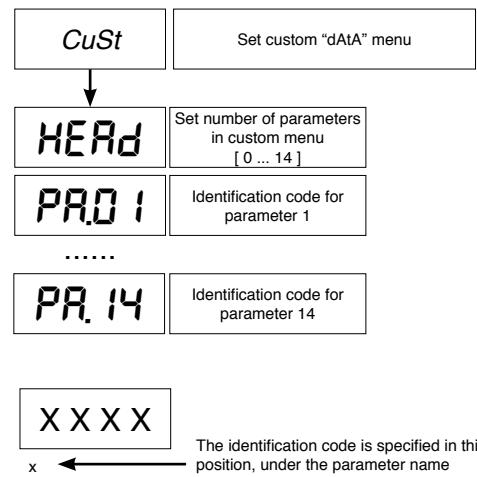 CuSt
Set custom “dAtA” menu
HEAd
Set number of parameters
in custom menu
[ 0 ... 14 ]
PA.01
Identification code for
parameter 1
......
PA.14
Identification code for
parameter 14
X X X X
The identification code is specified in thi
x
position, under the parameter name